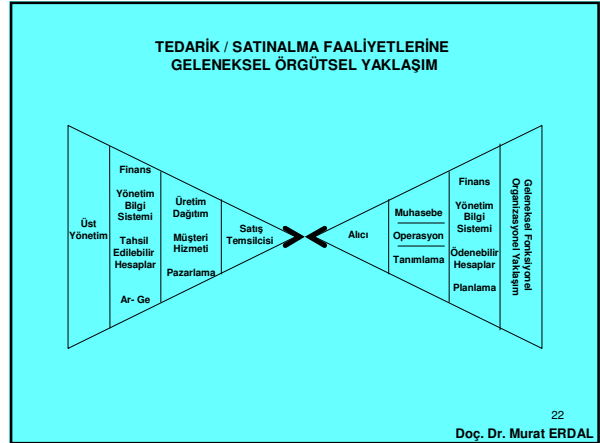 TEDARİK / SATINALMA FAALİYETLERİNE
GELENEKSEL ÖRGÜTSEL YAKLAŞIM
Üst
Yönetim
Finans
Yönetim
Bilgi
Sistemi
Tahsil
Edilebilir
Hesaplar
Ar- Ge
Üretim
Dağıtım
Müşteri
Hizmeti
Pazarlama
Satış
Temsilcisi
Alıcı
Muhasebe
Operasyon
Tanımlama
Finans
Yönetim
Bilgi
Sistemi
Ödenebilir
Hesaplar
Planlama
Geleneksel Fonksiyonel
Organizasyonel Yaklaşım
22
Doç. Dr. Murat ERDAL